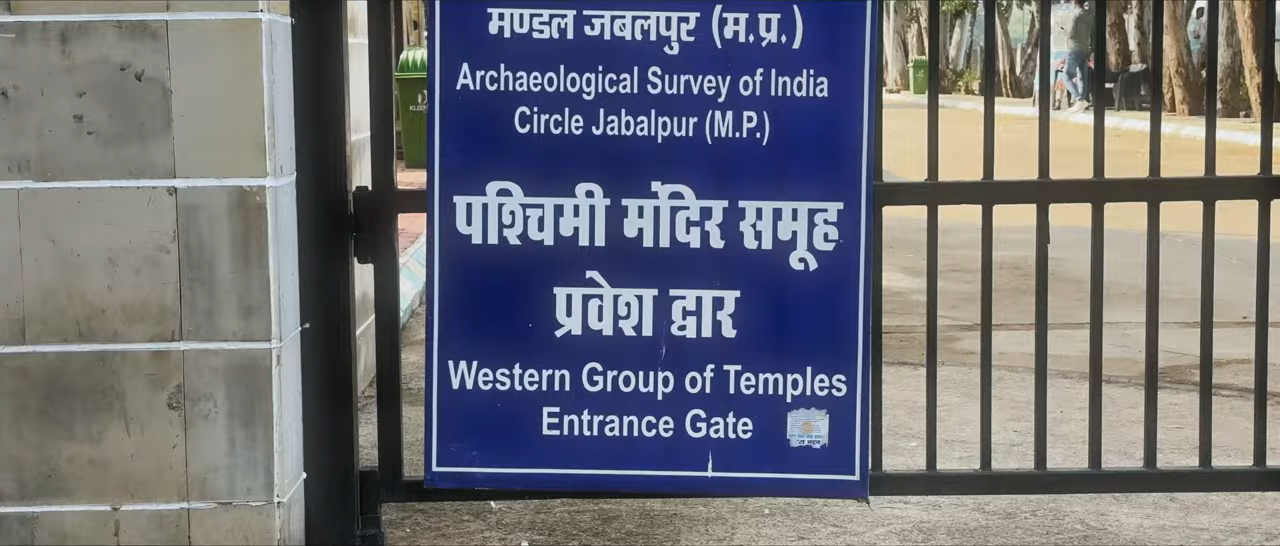 मण्डल जबलपुर (म.प्र.)
Archaeological Survey of India
Circle Jabalpur (M.P.)
पश्चिमी मंदिर समूह
प्रवेश द्वार
Western Group of Temples
Entrance Gate